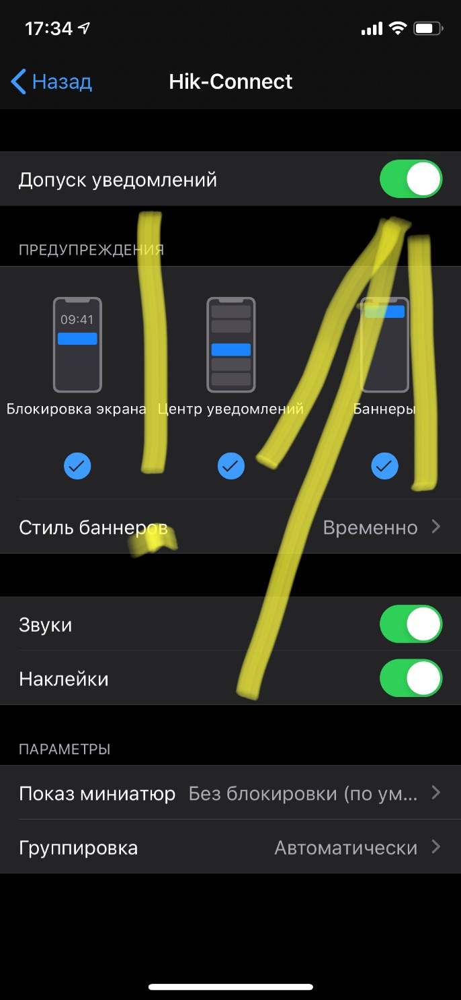 17:34
Назад Hik-Connect
Допуск уведомлений
ПРЕДУПРЕЖДЕНИЯ
09:41
Блокировка экрана Центр уведомлений Баннеры
Стиль баннеров Временно
Звуки
Наклейки
ПАРАМЕТРЫ
Показ миниатюр Без блокировки (по ум...
Группировка Автоматически